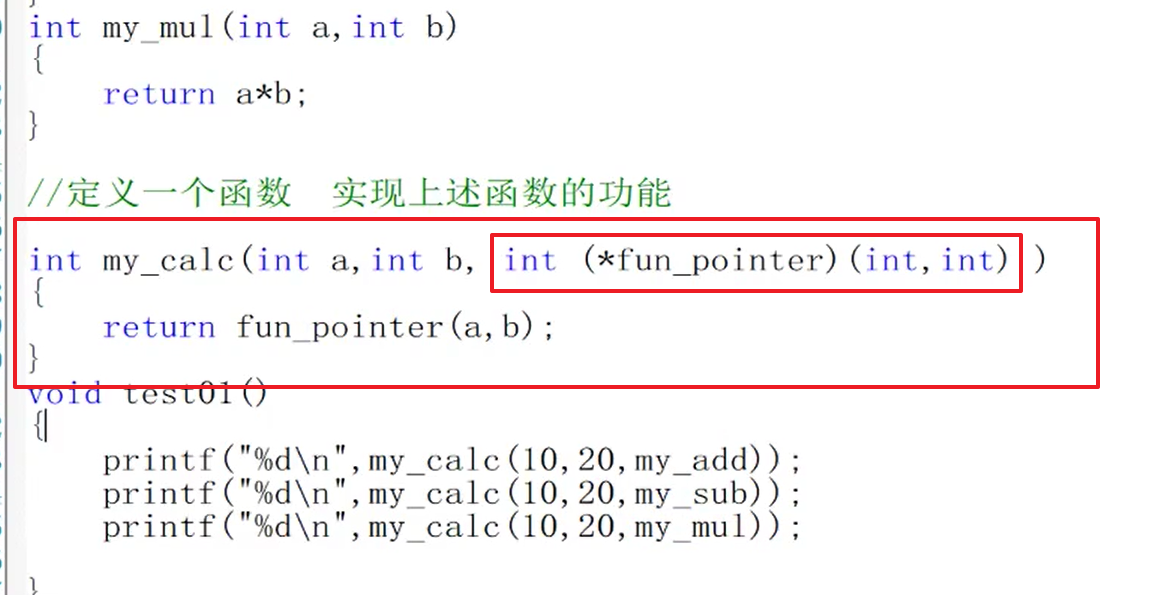 int my_mul(int a,int b)
{
return a*b;
}
//定义一个函数 实现上述函数的功能
int my_calc(int a,int b, int (*fun_pointer)(int,int) )
{
return fun_pointer(a,b);
}
void test01()
{
printf("%d\n",my_calc(10,20,my_add));
printf("%d\n",my_calc(10,20,my_sub));
printf("%d\n",my_calc(10,20,my_mul));
}